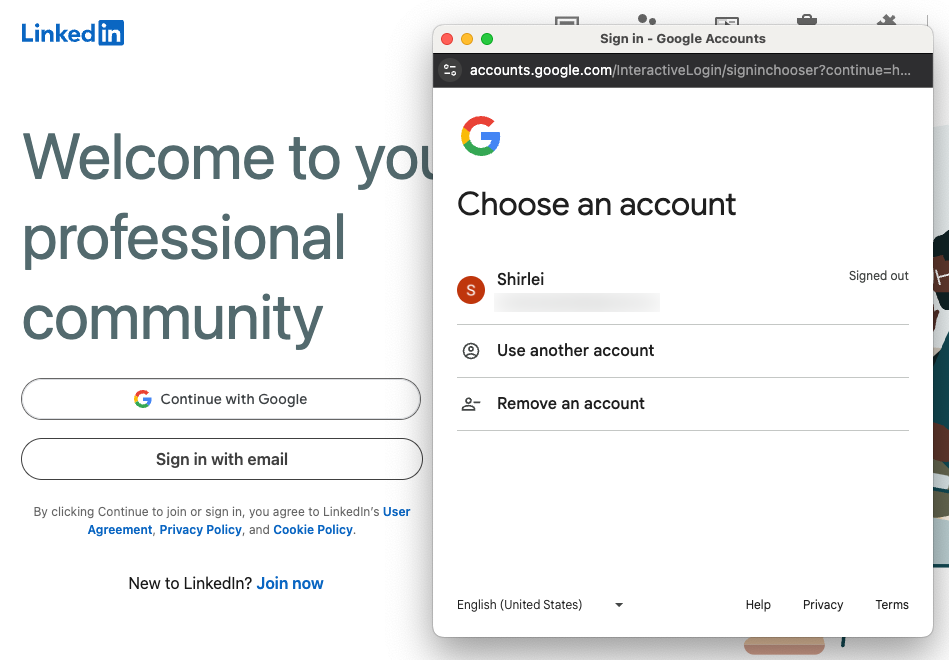 Linked in
Welcome to you
professional
community
Continue with Google
Sign in with email
By clicking Continue to join or sign in, you agree to LinkedIn's User
Agreement, Privacy Policy, and Cookie Policy.
New to LinkedIn? Join now
Sign in - Google Accounts
accounts.google.com/InteractiveLogin/signinchooser?continue=h...
G
Choose an account
S
Shirlei
Signed out
Use another account
Remove an account
English (United States)
Help
Privacy
Terms